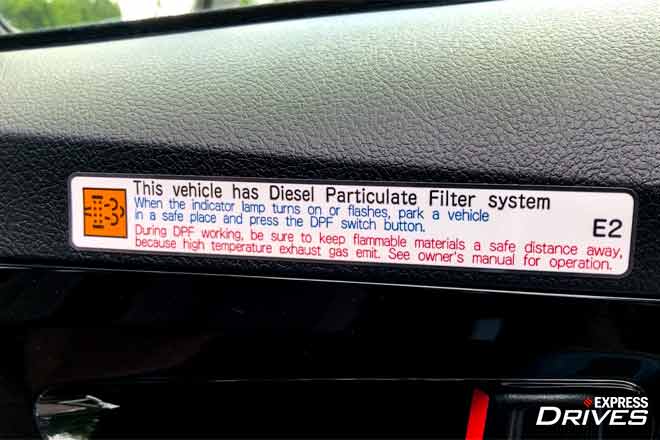 This vehicle has Diesel Particulate Filter system
When the indicator lamp turns on or flashes, park a vehicle
in a safe place and press the DPF switch button.
E2
During DPF working, be sure to keep flammable materials a safe distance away,
because high temperature exhaust gas emit. See owner's manual for operation.
EXPRESS
DRIVES